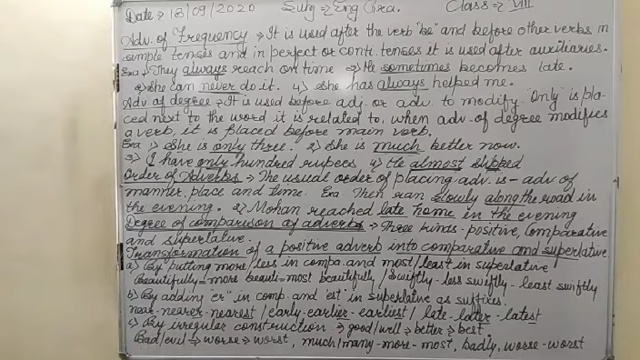 Date → 18/09/2020 Subj → Eng Gra. Class → VIII
Adv. of Frequency → It is used after the verb "be" and before other verbs in
simple tenses and in perfect or conti. tenses it is used after auxiliaries.
They always reach on time He sometimes becomes late.
She can never do it. 4) She has always helped me.
Adv of degree → It is used before adj. or adv. to modify. "Only" is pla-
ced next to the word it is related to, when adv. of degree modifies
a verb, it is placed before main verb.
She is only three. 2) She is much better now.
3) I have only hundred rupees He almost slipped
Order of Adverbs → The usual order of placing adv. is - adv of
manner, place and time. ran slowly along the road in
the evening. 2) Mohan reached late home in the evening
Degree of comparison of adverbs → Three kinds - positive, comparative
and superlative.
Transformation of a positive adverb into comparative and superlative
a) By putting more/less in compa. and most/least in superlative
Beautifully - more beauti - most beautifully / swiftly - less swiftly - least swiftly
b) By adding "er" in comp. and "est" in superlative as suffixes.
near - nearer - nearest / early - earlier - earliest / late - later - latest
c) By irregular construction → good/well → better → best.
Bad/evil → worse → worst, much/many - more - most, badly, worse - worst